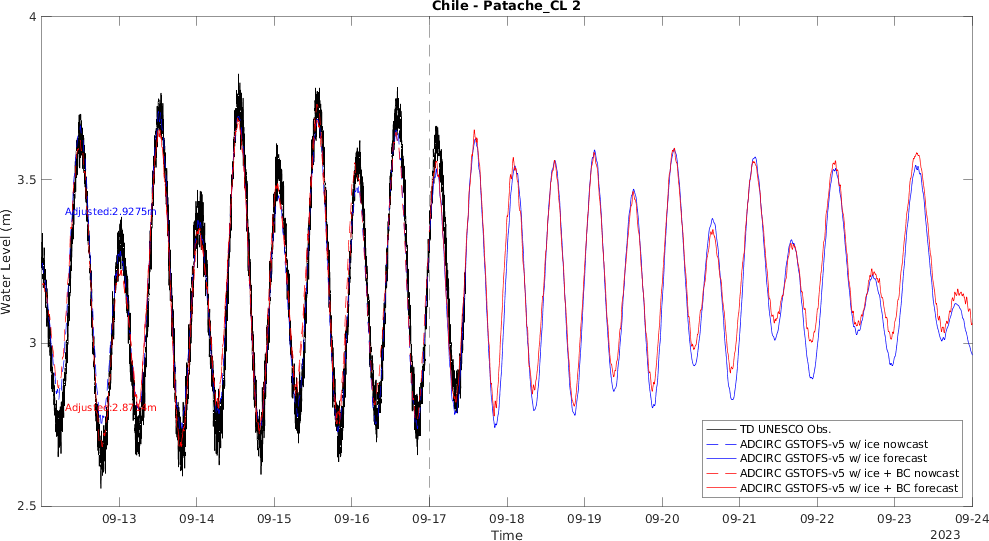 Chile - Patache_CL 2
Water Level (m)
4
3.5
3
2.5
Adjusted:2.9275m
09-13
09-14
09-15
09-16
09-17
09-18
09-19
09-20
09-21
09-22
09-23
09-24
2023
Time
TD UNESCO Obs.
ADCIRC GSTOFS-v5 w/ ice nowcast
ADCIRC GSTOFS-v5 w/ ice forecast
ADCIRC GSTOFS-v5 w/ ice + BC nowcast
ADCIRC GSTOFS-v5 w/ ice + BC forecast